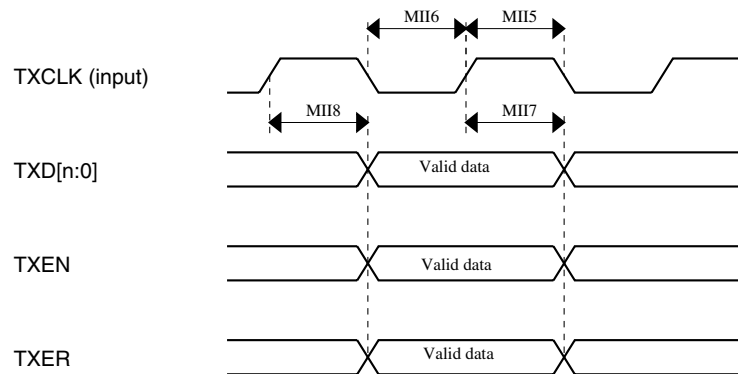 MII6 MII5
TXCLK (input)
MII8 MII7
TXD[n:0] Valid data
TXEN Valid data
TXER Valid data